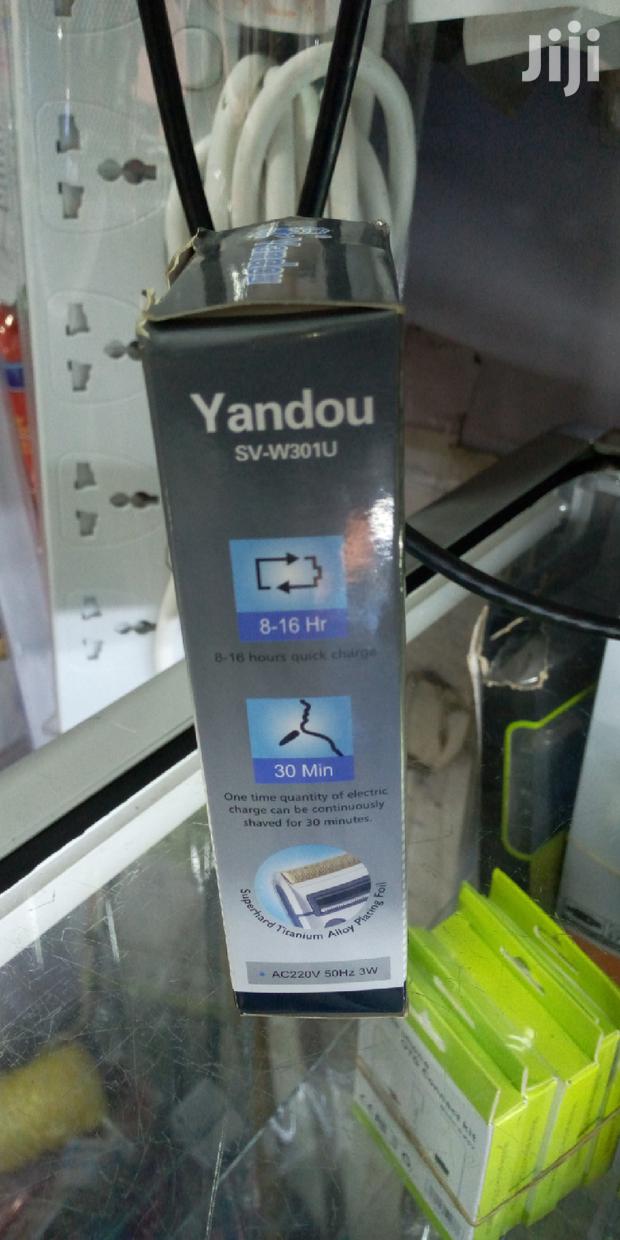 Jiji
Yandou
Yandou
SV-W301U
8-16 Hr
8-16 hours quick charge
30 Min
One time quantity of electric
charge can be continuously
shaved for 30 minutes.
Superhard Titanium Alloy Plating Foil
AC220V 50Hz 3W